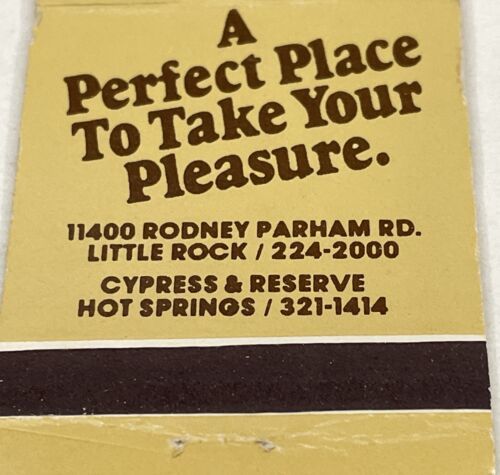 A
Perfect Place
To Take Your
Pleasure.
11400 RODNEY PARHAM RD.
LITTLE ROCK / 224-2000
CYPRESS & RESERVE
HOT SPRINGS / 321-1414